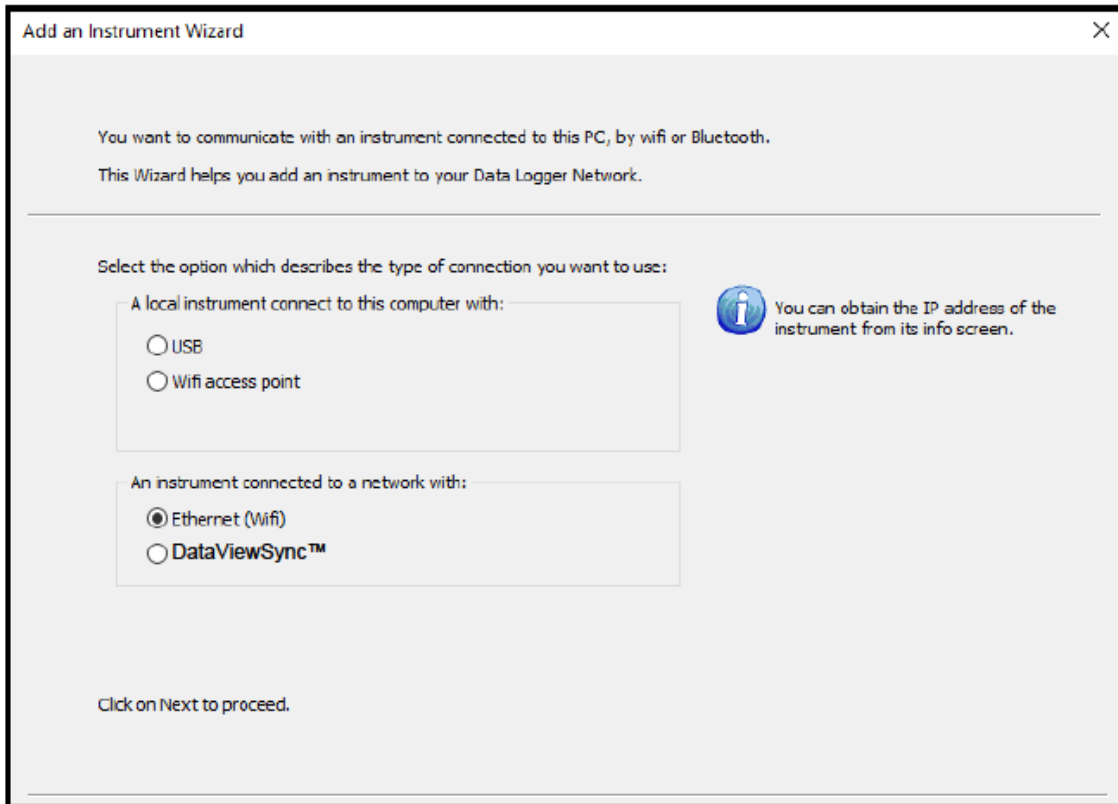 Add an Instrument Wizard
You want to communicate with an instrument connected to this PC, by wifi or Bluetooth.
This Wizard helps you add an instrument to your Data Logger Network.
Select the option which describes the type of connection you want to use:
A local instrument connect to this computer with:
USB
Wifi access point
You can obtain the IP address of the
instrument from its info screen.
An instrument connected to a network with:
Ethernet (Wifi)
DataViewSync™
Click on Next to proceed.